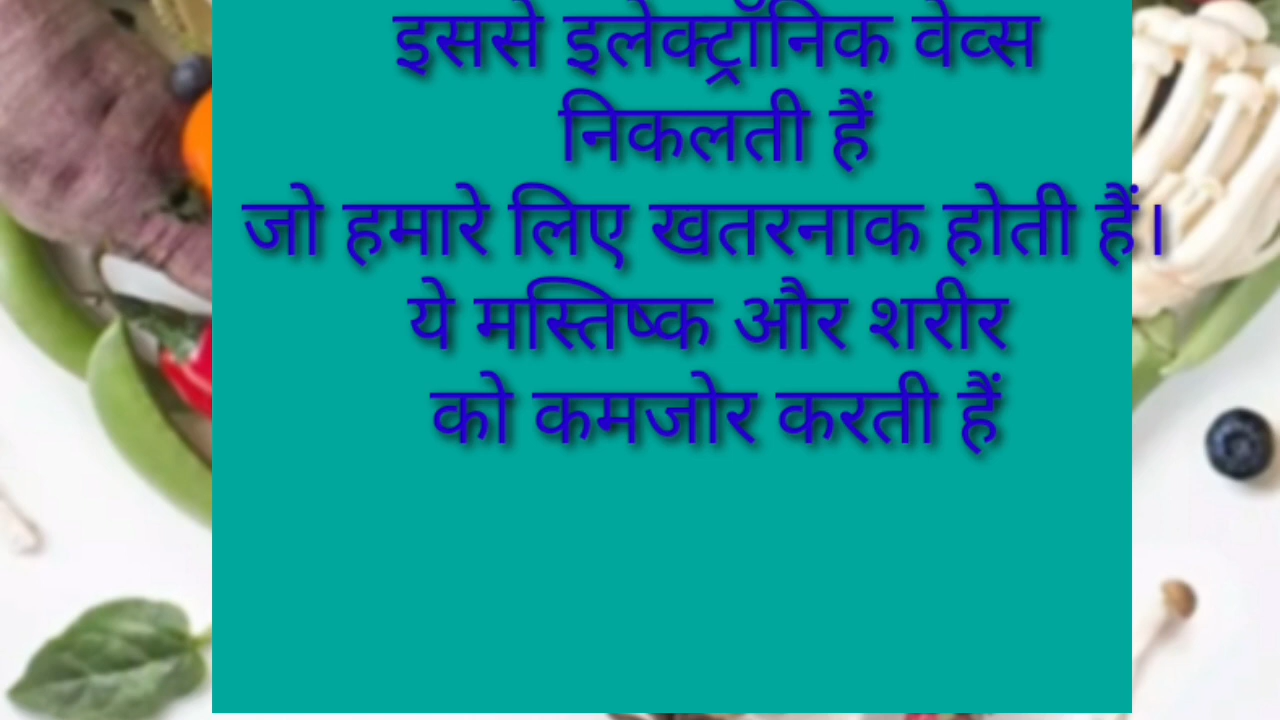 इससे इलेक्ट्रॉनिक वेव्स
निकलती हैं
जो हमारे लिए खतरनाक होती हैं।
ये मस्तिष्क और शरीर
को कमजोर करती हैं